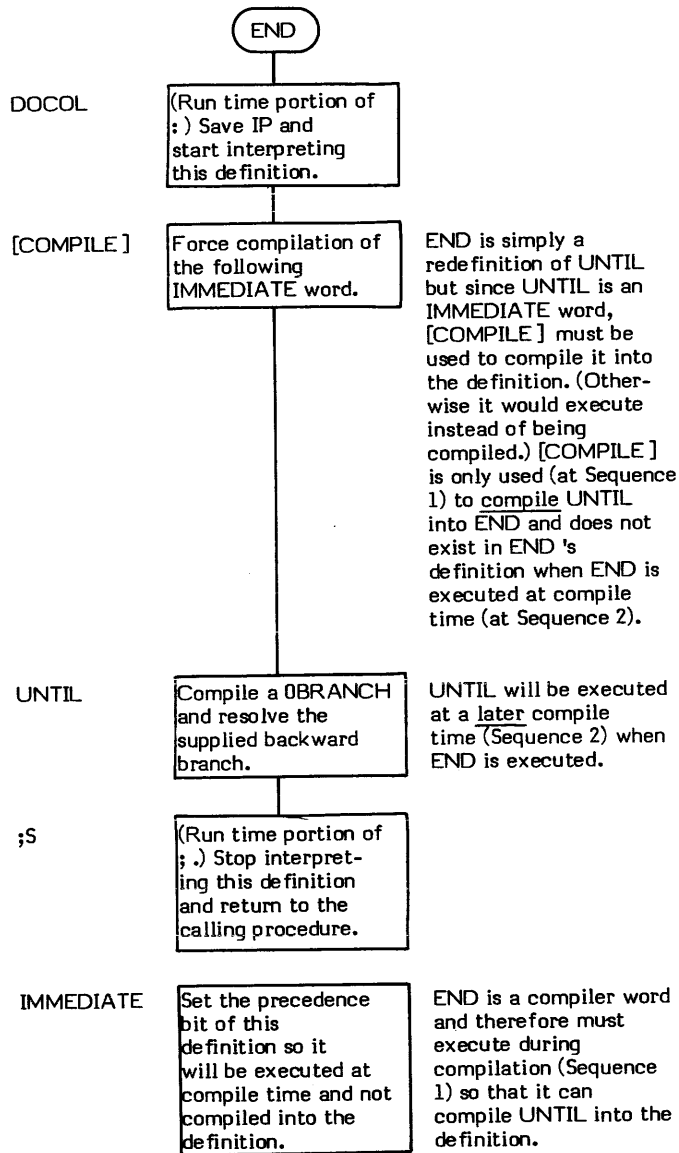 END
DOCOL
(Run time portion of
: ) Save IP and
start interpreting
this definition.
[COMPILE]
Force compilation of
the following
IMMEDIATE word.
END is simply a
redefinition of UNTIL
but since UNTIL is an
IMMEDIATE word,
[COMPILE] must be
used to compile it into
the definition. (Other-
wise it would execute
instead of being
compiled.) [COMPILE]
is only used (at Sequence
1) to compile UNTIL
into END and does not
exist in END 's
definition when END is
executed at compile
time (at Sequence 2).
UNTIL
Compile a 0BRANCH
and resolve the
supplied backward
branch.
UNTIL will be executed
at a later compile
time (Sequence 2) when
END is executed.
;S
(Run time portion of
; .) Stop interpret-
ing this definition
and return to the
calling procedure.
IMMEDIATE
Set the precedence
bit of this
definition so it
will be executed at
compile time and not
compiled into the
definition.
END is a compiler word
and therefore must
execute during
compilation (Sequence
1) so that it can
compile UNTIL into the
definition.